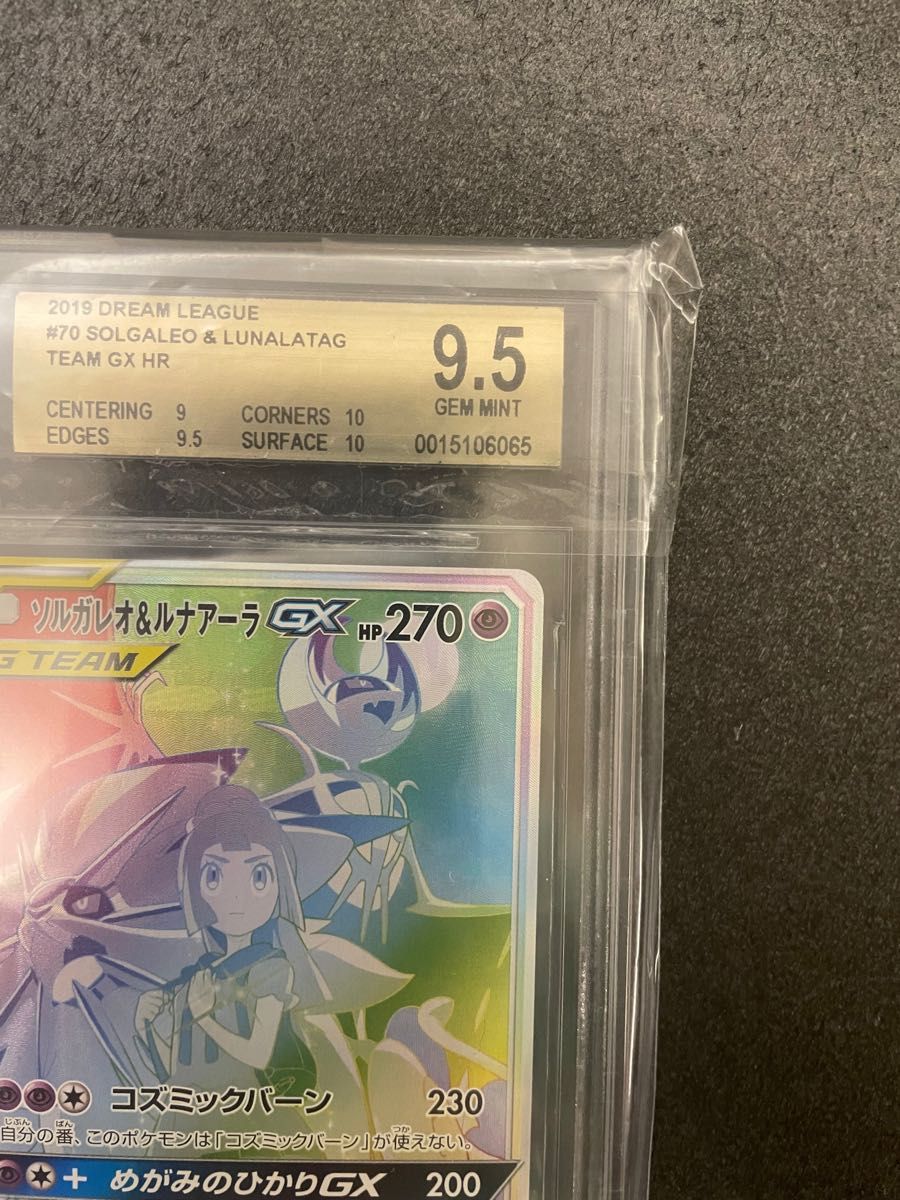 2019 DREAM LEAGUE
#70 SOLGALEO & LUNALATAG
TEAM GX HR
9.5
GEM MINT
CENTERING 9 CORNERS 10
EDGES 9.5 SURFACE 10
0015106065
ソルガレオ&ルナアーラGX HP270
G TEAM
コズミックバーン 230
自分の番、このポケモンは「コズミックバーン」が使えない。
+ めがみのひかりGX 200